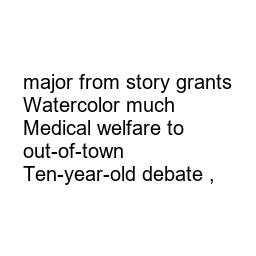 major from story grants
Watercolor much
Medical welfare to
out-of-town
Ten-year-old debate ,